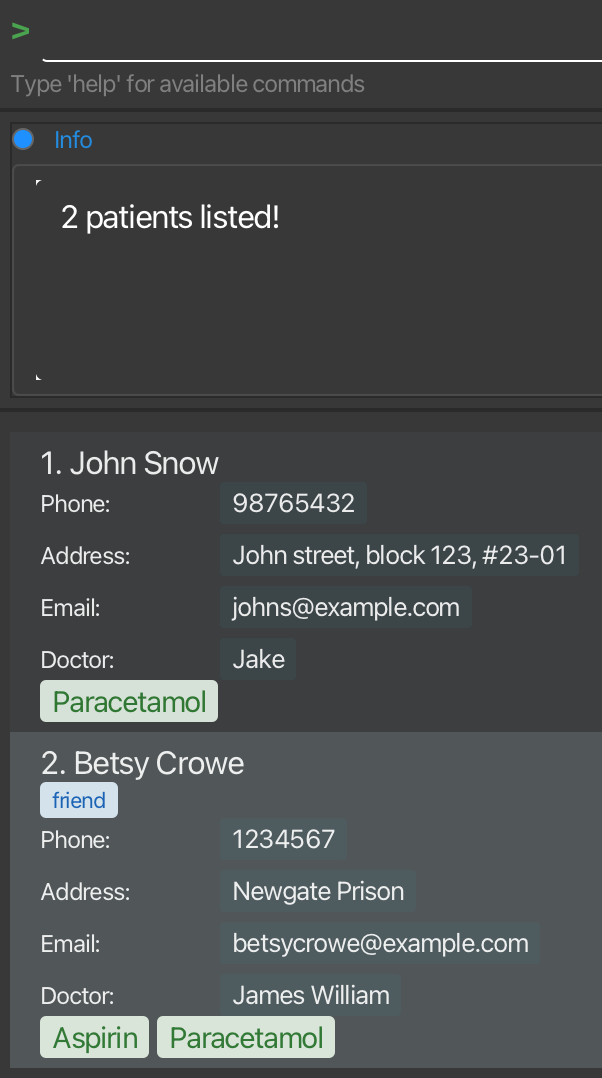 >
Type 'help' for available commands
Info
2 patients listed!
1. John Snow
Phone: 98765432
Address: John street, block 123, #23-01
Email: johns@example.com
Doctor: Jake
Paracetamol
2. Betsy Crowe
friend
Phone: 1234567
Address: Newgate Prison
Email: betsycrowe@example.com
Doctor: James William
Aspirin Paracetamol